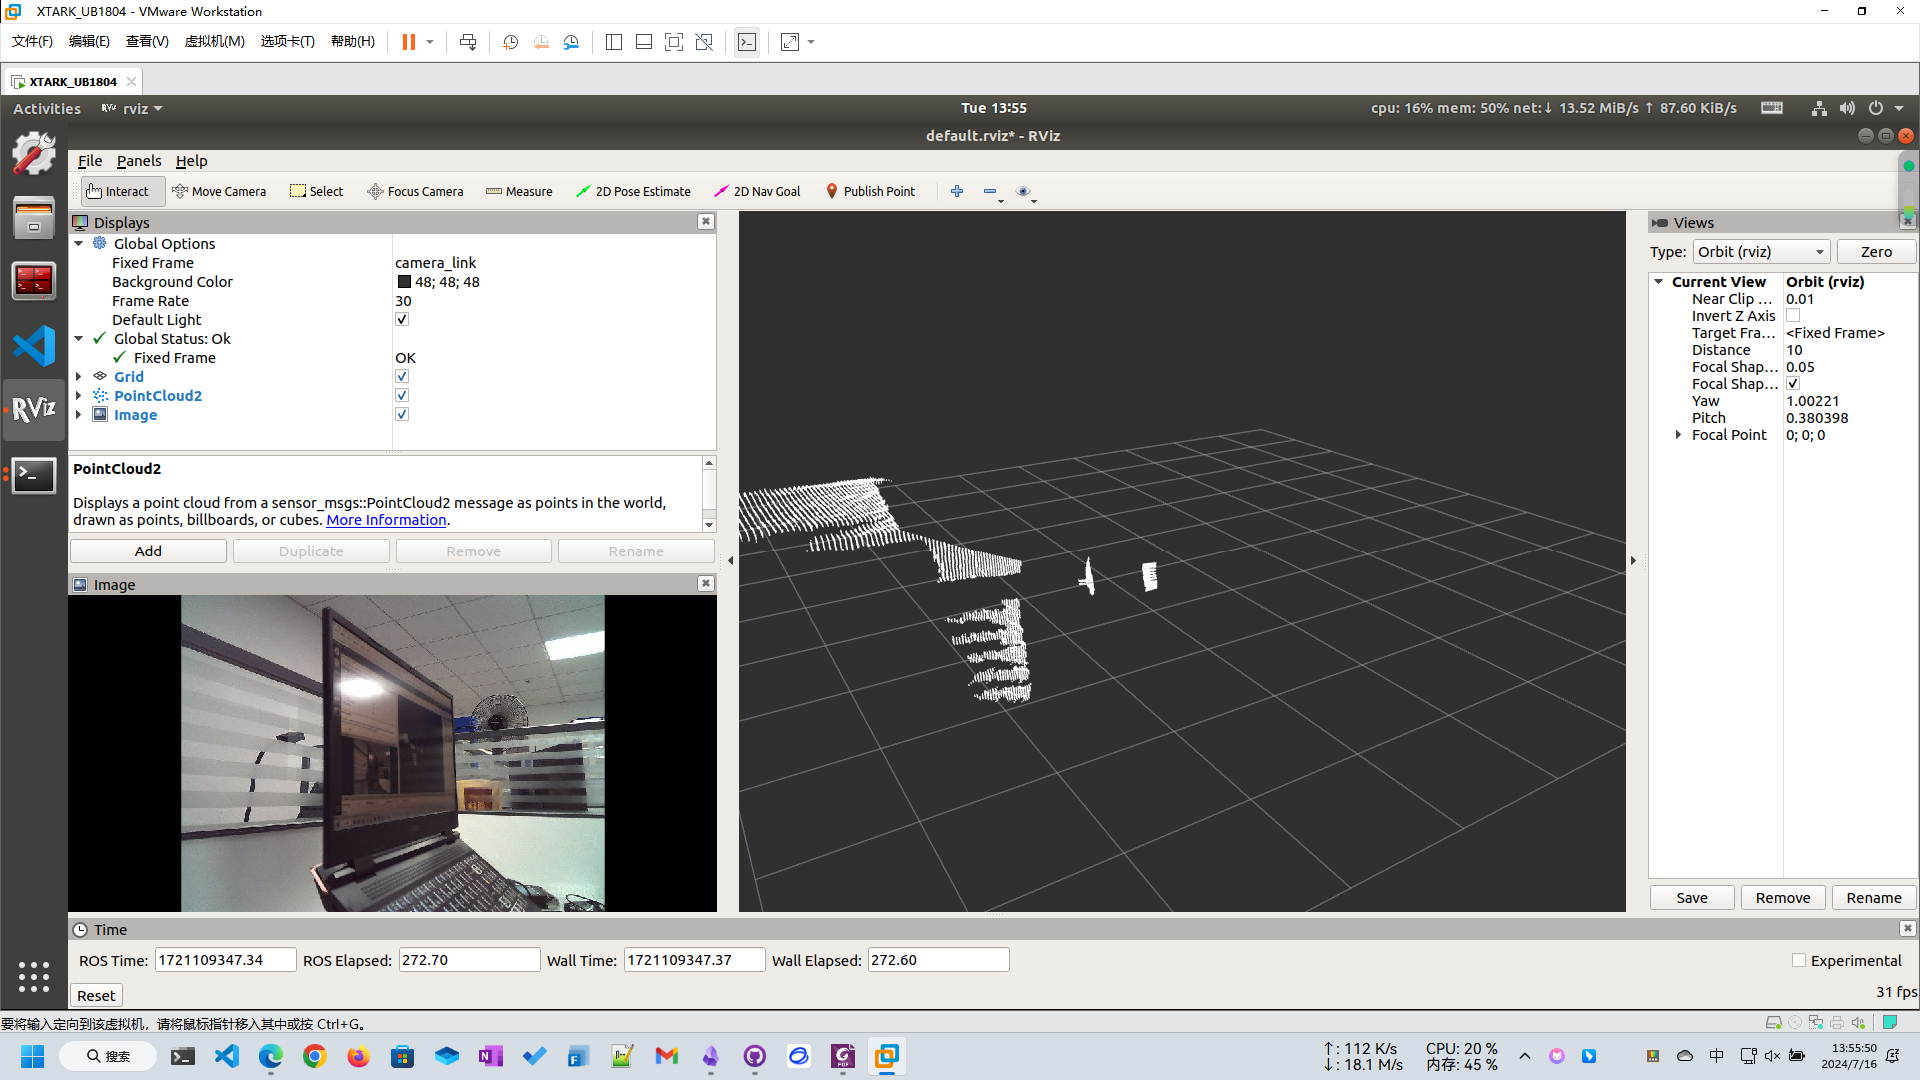 XTARK_UB1804 - VMware Workstation
文件(F) 编辑(E) 查看(V) 虚拟机(M) 选项卡(T) 帮助(H)
XTARK_UB1804
Activities RViz rviz Tue 13:55 cpu: 16% mem: 50% net:↓ 13.52 MiB/s ↑ 87.60 KiB/s
default.rviz* - RViz
File Panels Help
Interact Move Camera Select Focus Camera Measure 2D Pose Estimate 2D Nav Goal Publish Point
Displays
Global Options
Fixed Frame camera_link
Background Color 48; 48; 48
Frame Rate 30
Default Light
Global Status: Ok
Fixed Frame OK
Grid
PointCloud2
Image
PointCloud2
Displays a point cloud from a sensor_msgs::PointCloud2 message as points in the world,
drawn as points, billboards, or cubes. More Information.
Add Duplicate Remove Rename
Image
RViz
Views
Type: Orbit (rviz) Zero
Current View Orbit (rviz)
Near Clip ... 0.01
Invert Z Axis
Target Fra... <Fixed Frame>
Distance 10
Focal Shap... 0.05
Focal Shap...
Yaw 1.00221
Pitch 0.380398
Focal Point 0; 0; 0
Save Remove Rename
Time
ROS Time: 1721109347.34 ROS Elapsed: 272.70 Wall Time: 1721109347.37 Wall Elapsed: 272.60 Experimental
Reset 31 fps
要将输入定向到该虚拟机，请将鼠标指针移入其中或按 Ctrl+G。
搜索
↑: 112 K/s CPU: 20 %
↓: 18.1 M/s 内存: 45 %
中
13:55:50
2024/7/16